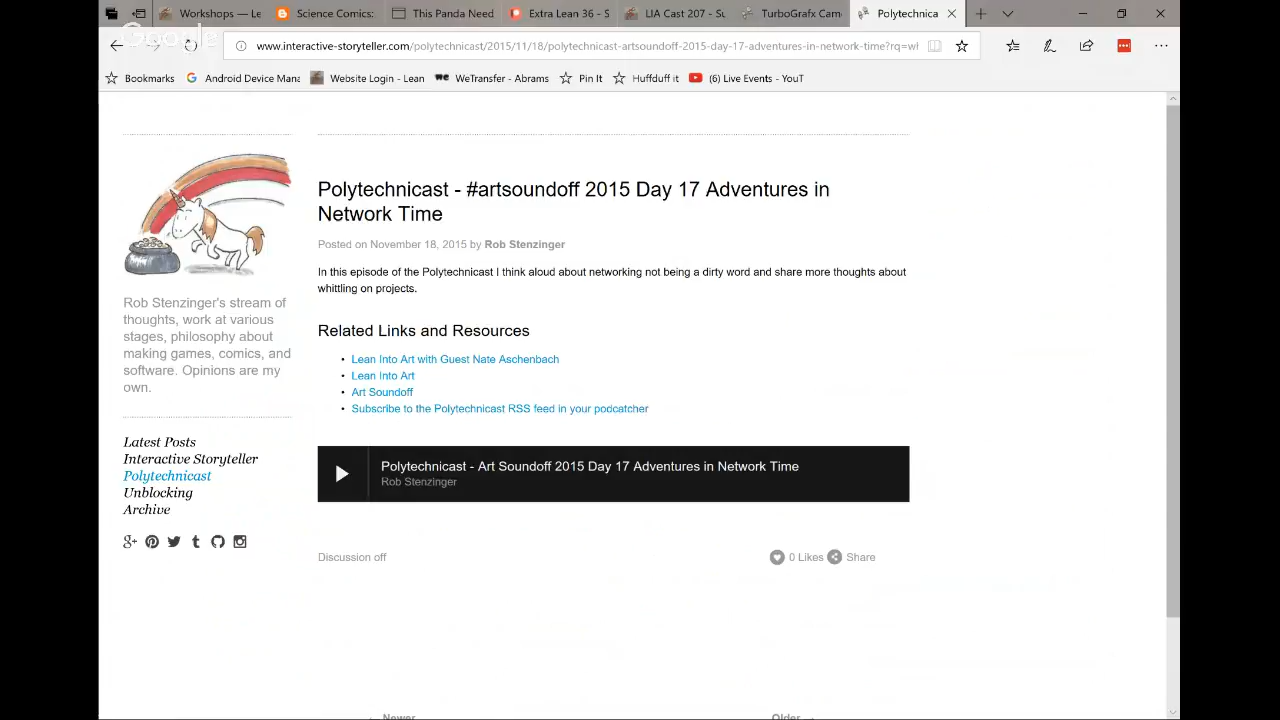 Workshops — Le
Science Comics:
This Panda Need
Extra Lean 36 - S
LIA Cast 207 - Su
TurboGrafx Cam
Polytechnica
Google
www.interactive-storyteller.com/polytechnicast/2015/11/18/polytechnicast-artsoundoff-2015-day-17-adventures-in-network-time?rq=wl
Bookmarks
Android Device Mana
Website Login - Lean
WeTransfer - Abrams
Pin It
Huffduff it
(6) Live Events - YouT
Polytechnicast - #artsoundoff 2015 Day 17 Adventures in
Network Time
Posted on November 18, 2015 by Rob Stenzinger
In this episode of the Polytechnicast I think aloud about networking not being a dirty word and share more thoughts about
whittling on projects.
Related Links and Resources
• Lean Into Art with Guest Nate Aschenbach
• Lean Into Art
• Art Soundoff
• Subscribe to the Polytechnicast RSS feed in your podcatcher
Rob Stenzinger's stream of
thoughts, work at various
stages, philosophy about
making games, comics, and
software. Opinions are my
own.
Latest Posts
Interactive Storyteller
Polytechnicast
Unblocking
Archive
Polytechnicast - Art Soundoff 2015 Day 17 Adventures in Network Time
Rob Stenzinger
Discussion off
0 Likes
Share
Newer
Older